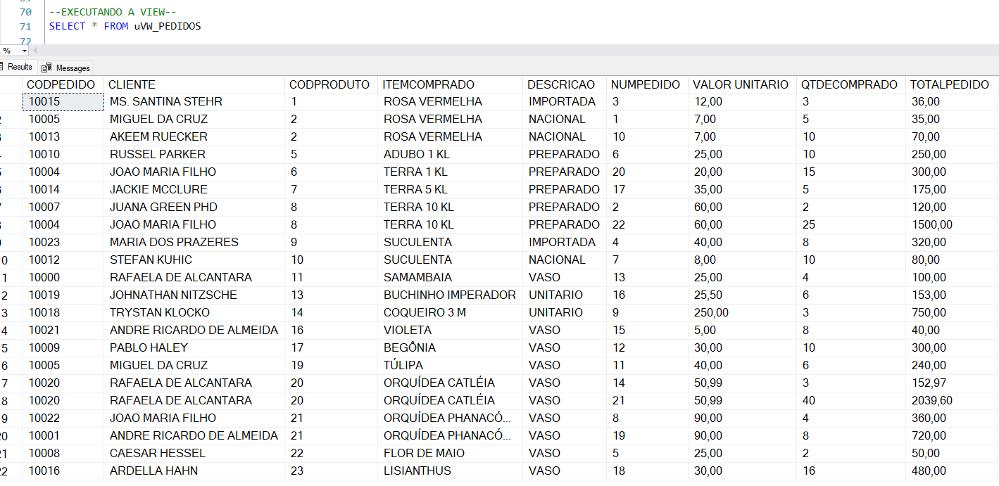 70 --EXECUTANDO A VIEW--
71 SELECT * FROM uVW_PEDIDOS
72
%
Results Messages
CODPEDIDO CLIENTE CODPRODUTO ITEMCOMPRADO DESCRICAO NUMPEDIDO VALOR UNITARIO QTDECOMPRADO TOTALPEDIDO
10015 MS. SANTINA STEHR 1 ROSA VERMELHA IMPORTADA 3 12,00 3 36,00
10005 MIGUEL DA CRUZ 2 ROSA VERMELHA NACIONAL 1 7,00 5 35,00
10013 AKEEM RUECKER 2 ROSA VERMELHA NACIONAL 10 7,00 10 70,00
10010 RUSSEL PARKER 5 ADUBO 1 KL PREPARADO 6 25,00 10 250,00
10004 JOAO MARIA FILHO 6 TERRA 1 KL PREPARADO 20 20,00 15 300,00
10014 JACKIE MCCLURE 7 TERRA 5 KL PREPARADO 17 35,00 5 175,00
10007 JUANA GREEN PHD 8 TERRA 10 KL PREPARADO 2 60,00 2 120,00
10004 JOAO MARIA FILHO 8 TERRA 10 KL PREPARADO 22 60,00 25 1500,00
10023 MARIA DOS PRAZERES 9 SUCULENTA IMPORTADA 4 40,00 8 320,00
0 10012 STEFAN KUHIC 10 SUCULENTA NACIONAL 7 8,00 10 80,00
1 10000 RAFAELA DE ALCANTARA 11 SAMAMBAIA VASO 13 25,00 4 100,00
2 10019 JOHNATHAN NITZSCHE 13 BUCHINHO IMPERADOR UNITARIO 16 25,50 6 153,00
3 10018 TRYSTAN KLOCKO 14 COQUEIRO 3 M UNITARIO 9 250,00 3 750,00
4 10021 ANDRE RICARDO DE ALMEIDA 16 VIOLETA VASO 15 5,00 8 40,00
5 10009 PABLO HALEY 17 BEGÔNIA VASO 12 30,00 10 300,00
6 10005 MIGUEL DA CRUZ 19 TÚLIPA VASO 11 40,00 6 240,00
7 10020 RAFAELA DE ALCANTARA 20 ORQUÍDEA CATLÉIA VASO 14 50,99 3 152,97
8 10020 RAFAELA DE ALCANTARA 20 ORQUÍDEA CATLÉIA VASO 21 50,99 40 2039,60
9 10022 JOAO MARIA FILHO 21 ORQUÍDEA PHANACÓ... VASO 8 90,00 4 360,00
20 10001 ANDRE RICARDO DE ALMEIDA 21 ORQUÍDEA PHANACÓ... VASO 19 90,00 8 720,00
21 10008 CAESAR HESSEL 22 FLOR DE MAIO VASO 5 25,00 2 50,00
22 10016 ARDELLA HAHN 23 LISIANTHUS VASO 18 30,00 16 480,00